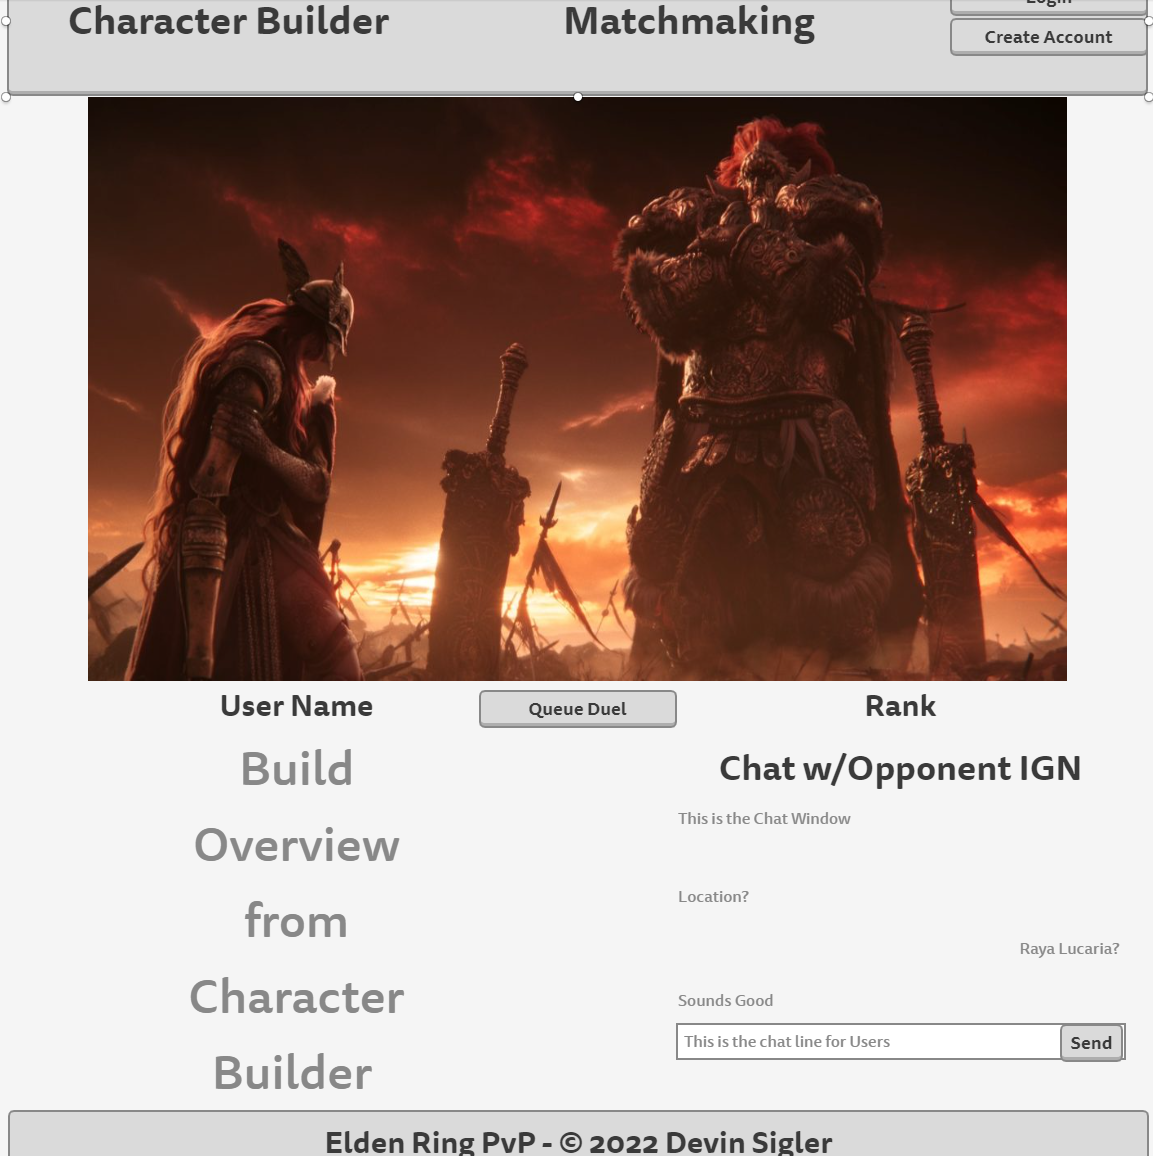 Login
Character Builder
Matchmaking
Create Account
User Name
Queue Duel
Rank
Build
Overview
from
Character
Builder
Chat w/Opponent IGN
This is the Chat Window
Location?
Raya Lucaria?
Sounds Good
This is the chat line for Users
Send
Elden Ring PvP - © 2022 Devin Sigler